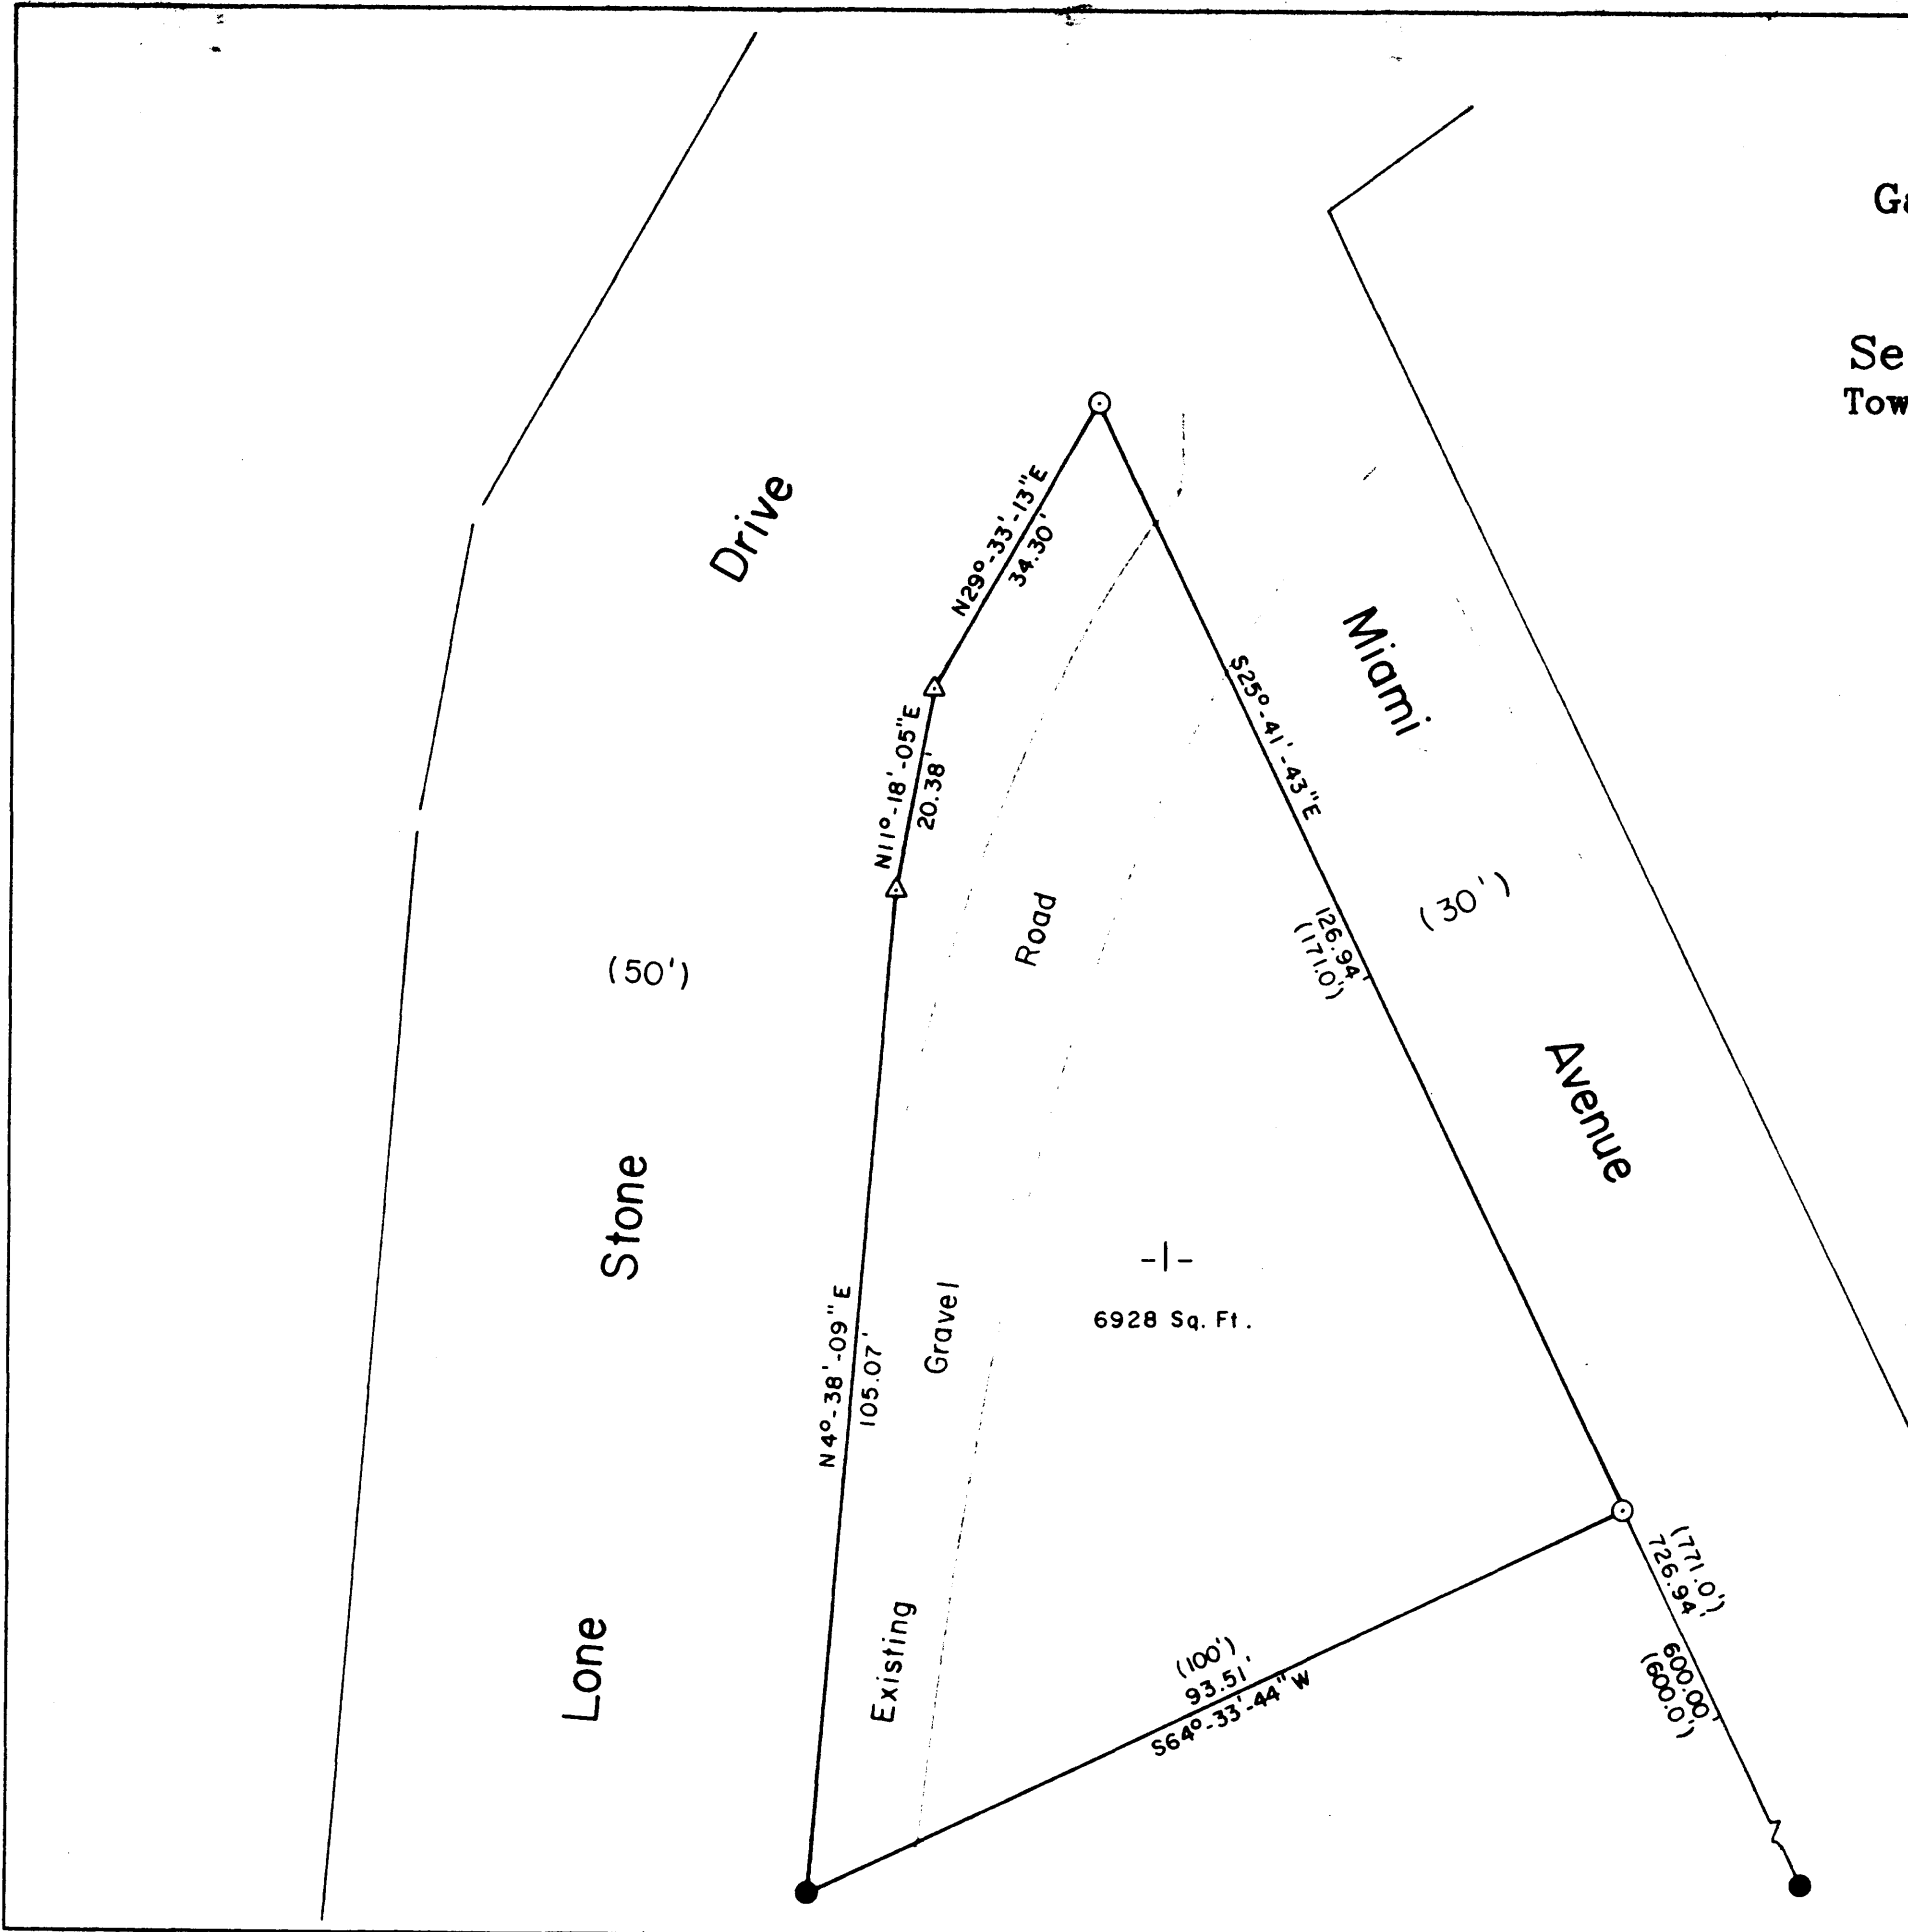 Ga
Se
Tow
Drive
N29°-33'-13"E
34.30'
N11°-18'-05"E
20.38'
Miami
S25°-41'-43"E
126.94'
(171.0')
(30')
Road
(50')
Avenue
Stone
N4°-38'-09"E
105.07'
Gravel
-1-
6928 Sq. Ft.
Existing
Lone
(100')
93.51'
S64°-33'-44"W
(771.0')
726.94'
600.00'
(600.0')